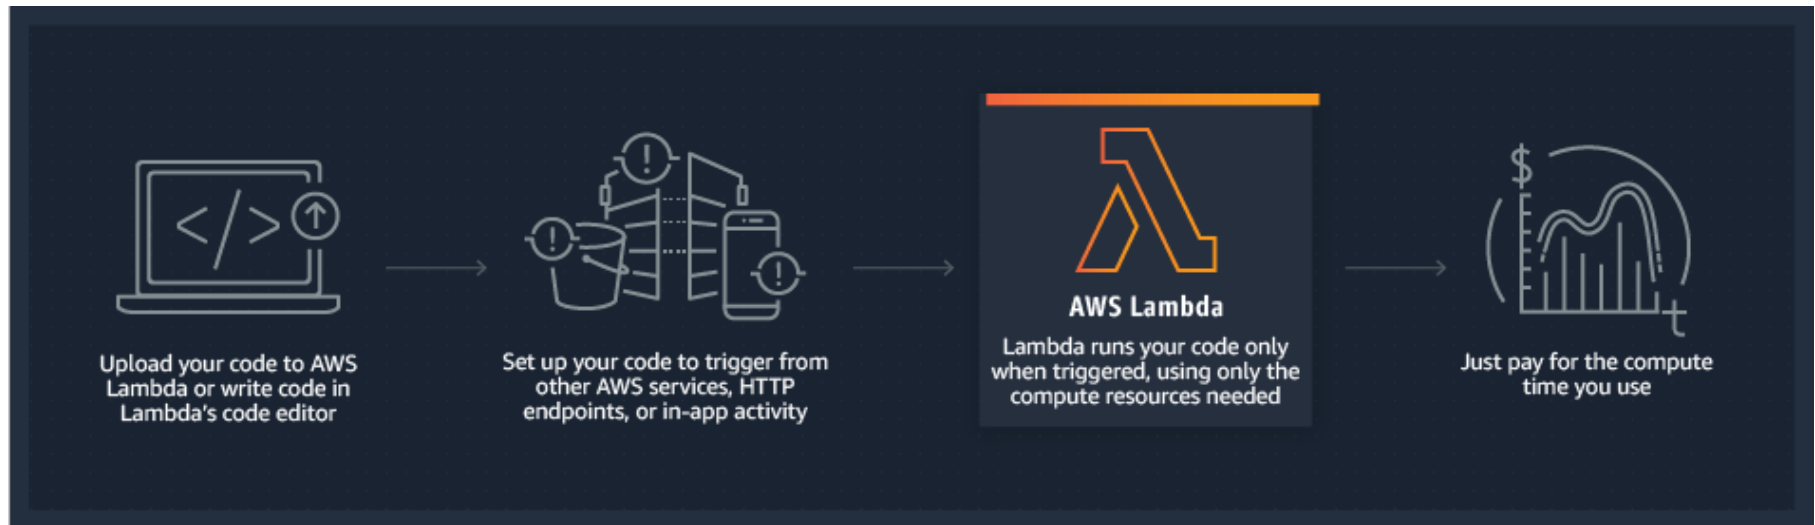 Upload your code to AWS
Lambda or write code in
Lambda's code editor
Set up your code to trigger from
other AWS services, HTTP
endpoints, or in-app activity
AWS Lambda
Lambda runs your code only
when triggered, using only the
compute resources needed
$
t
Just pay for the compute
time you use